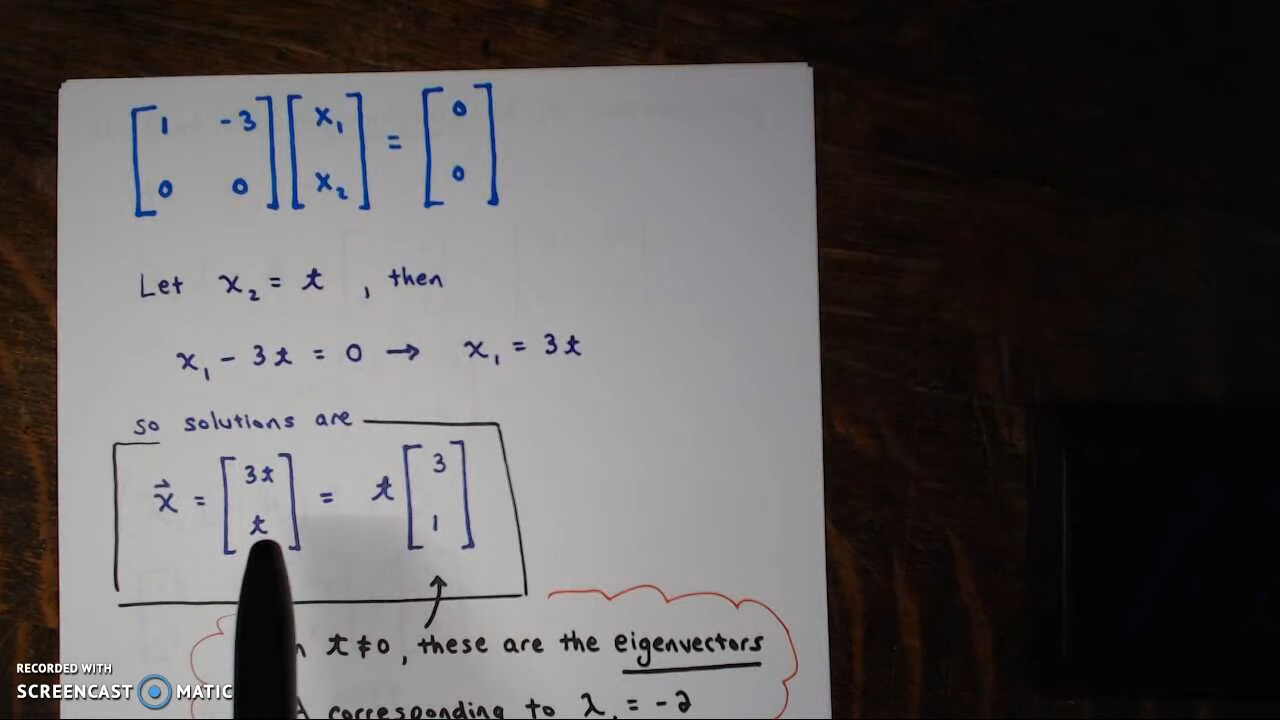 [1 -3] [x₁] = [0]
[0 0] [x₂] [0]
Let x₂ = t , then
x₁ - 3t = 0 → x₁ = 3t
so solutions are
x⃗ = [3t] = t [3]
[t] [1]
t ≠ 0, these are the eigenvectors
corresponding to λ₁ = -2
RECORDED WITH
SCREENCAST MATIC